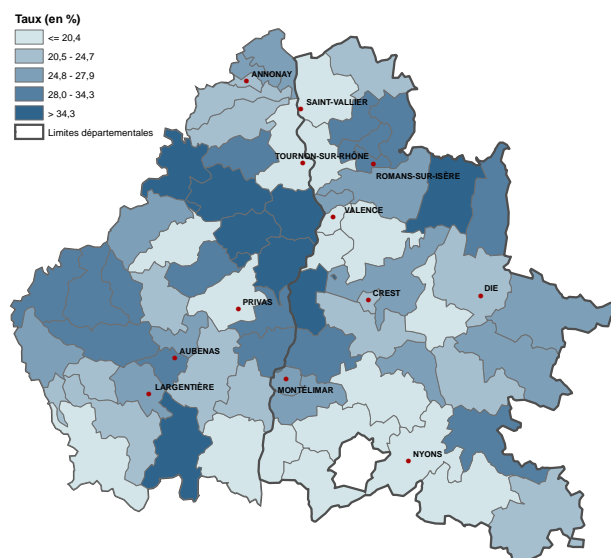 Taux (en %)
<= 20,4
20,5 - 24,7
24,8 - 27,9
28,0 - 34,3
> 34,3
Limites départementales
ANNONAY
SAINT-VALLIER
TOURNON-SUR-RHÔNE
ROMANS-SUR-ISÈRE
VALENCE
PRIVAS
CREST
DIE
AUBENAS
LARGENTIÈRE
MONTÉLIMAR
NYONS